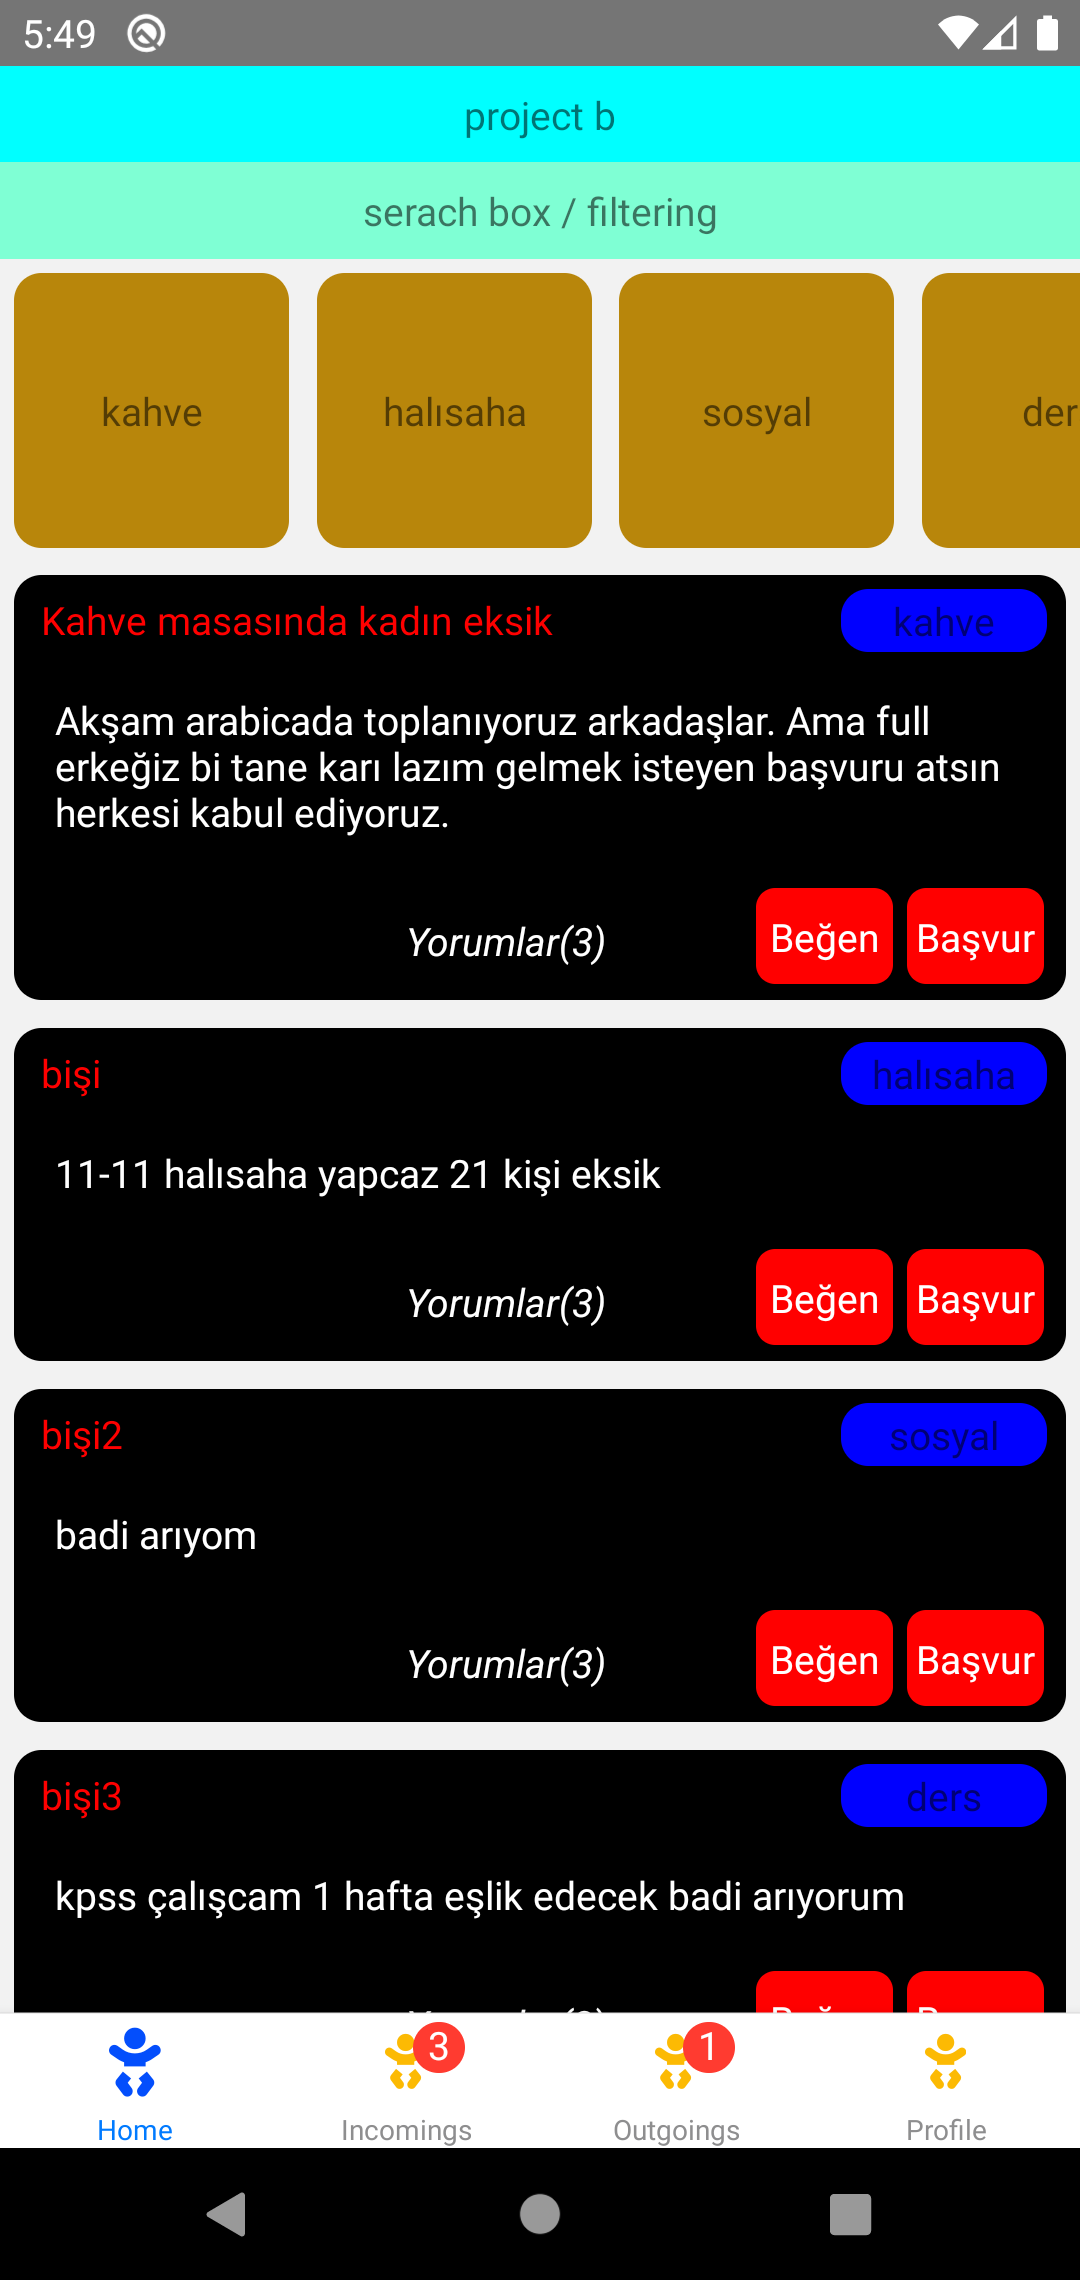 5:49
project b
serach box / filtering
kahve
halısaha
sosyal
der
Kahve masasında kadın eksik
kahve
Akşam arabicada toplanıyoruz arkadaşlar. Ama full
erkeğiz bi tane karı lazım gelmek isteyen başvuru atsın
herkesi kabul ediyoruz.
Yorumlar(3)
Beğen
Başvur
bişi
halısaha
11-11 halısaha yapcaz 21 kişi eksik
Yorumlar(3)
Beğen
Başvur
bişi2
sosyal
badi arıyom
Yorumlar(3)
Beğen
Başvur
bişi3
ders
kpss çalışcam 1 hafta eşlik edecek badi arıyorum
3
1
Home
Incomings
Outgoings
Profile